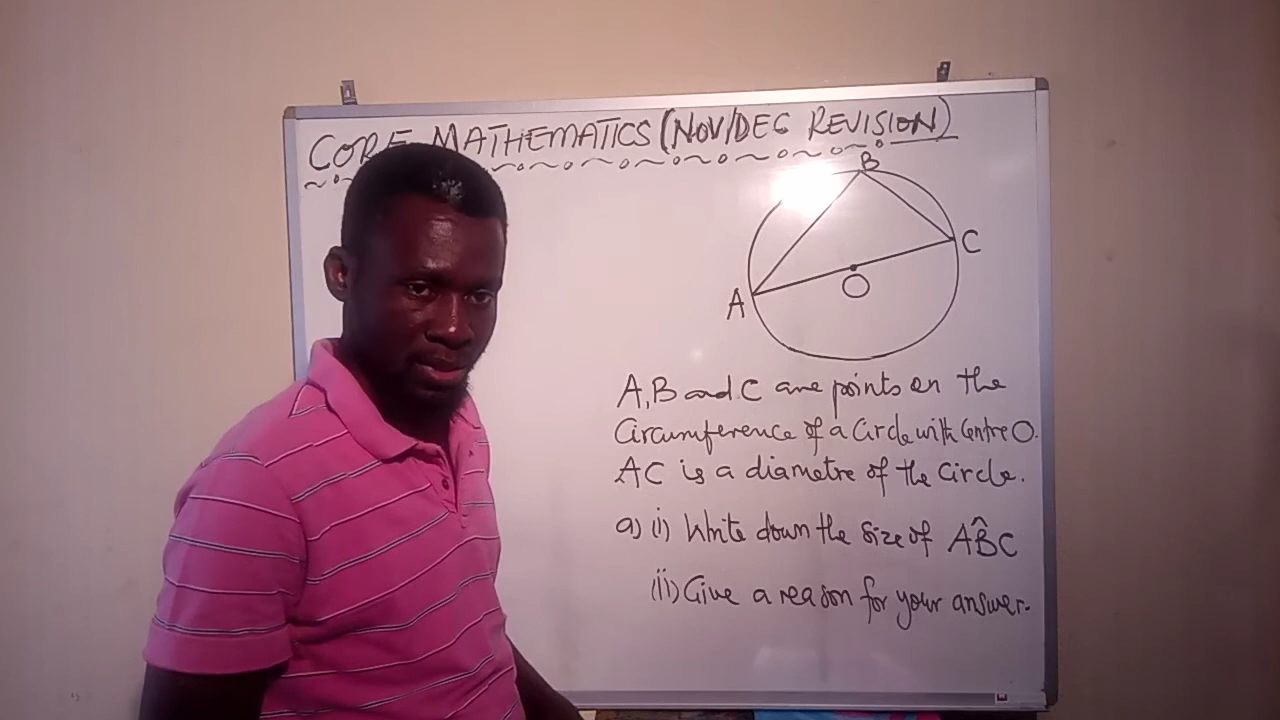 CORE MATHEMATICS (NOV/DEC REVISION)
B
C
O
A
A, B and C are points on the
Circumference of a Circle with Centre O.
AC is a diametre of the Circle.
a) (i) Write down the size of AB̂C
(ii) Give a reason for your answer.